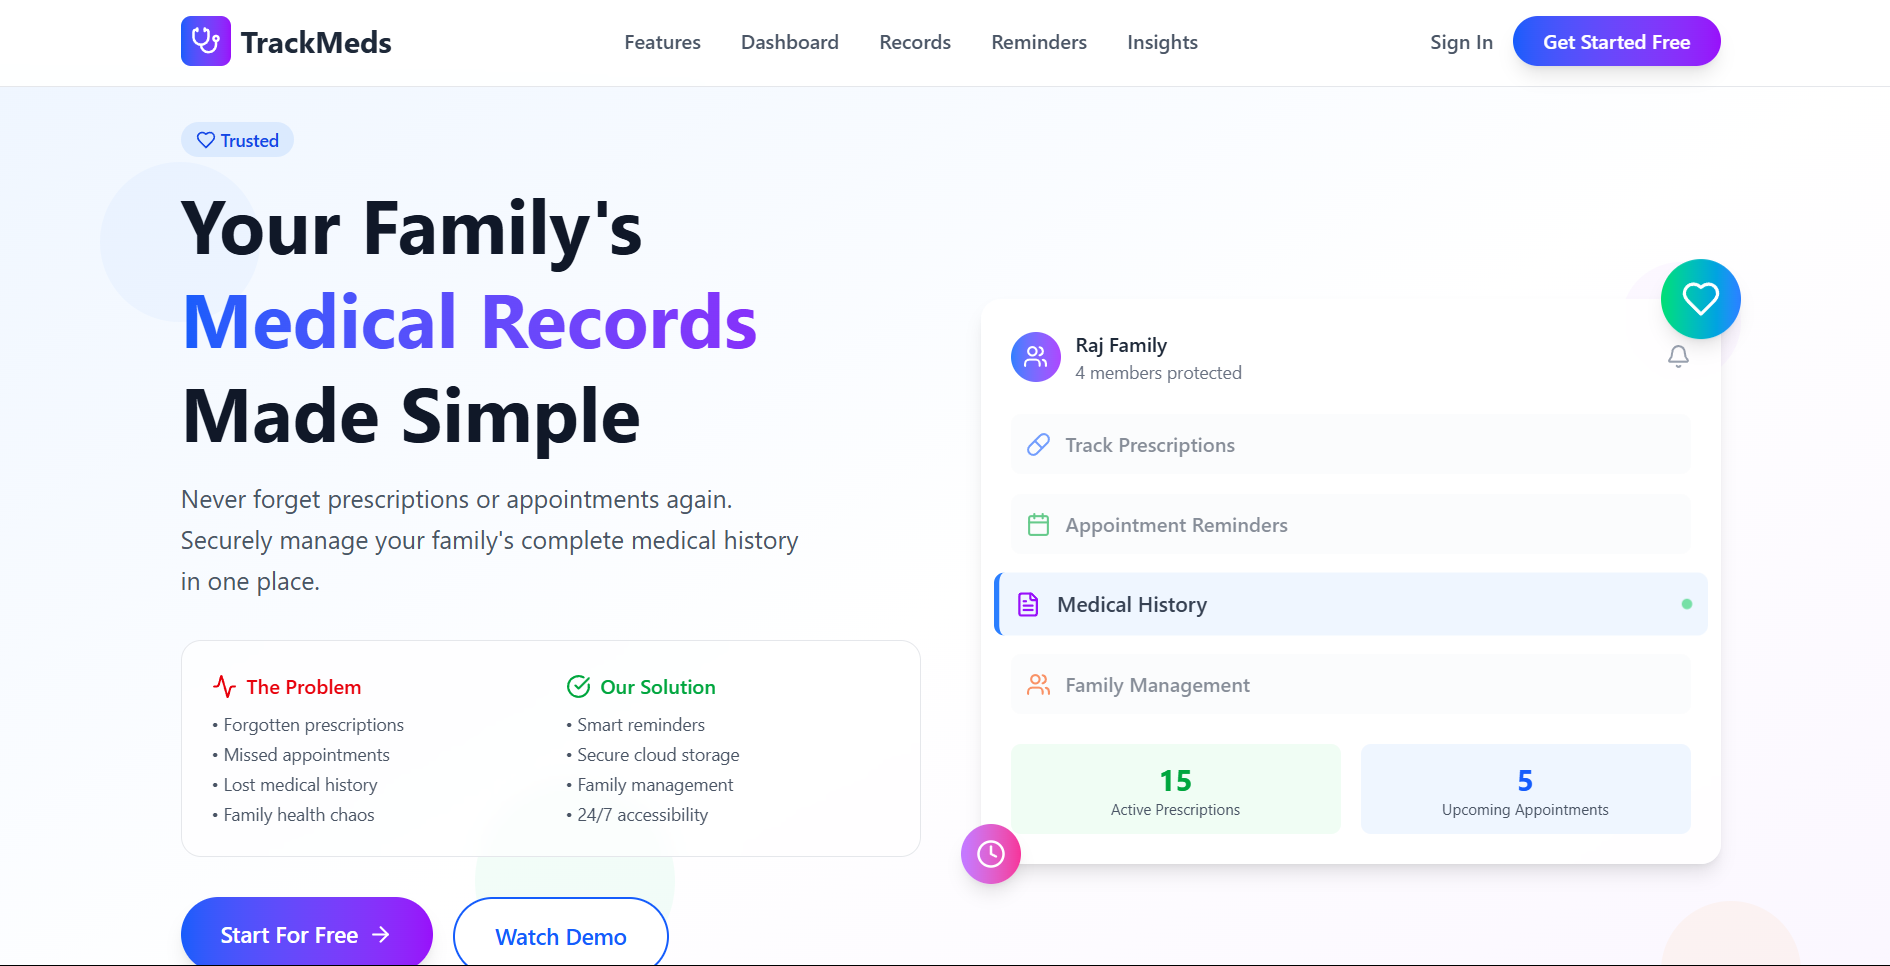 TrackMeds
Features
Dashboard
Records
Reminders
Insights
Sign In
Get Started Free
Trusted
Your Family's
Medical Records
Made Simple
Never forget prescriptions or appointments again.
Securely manage your family's complete medical history
in one place.
The Problem
• Forgotten prescriptions
• Missed appointments
• Lost medical history
• Family health chaos
Our Solution
• Smart reminders
• Secure cloud storage
• Family management
• 24/7 accessibility
Start For Free
Watch Demo
Raj Family
4 members protected
Track Prescriptions
Appointment Reminders
Medical History
Family Management
15
Active Prescriptions
5
Upcoming Appointments